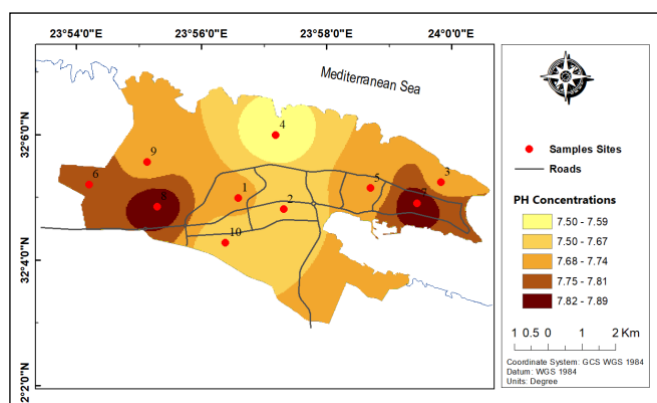 23°54'0"E 23°56'0"E 23°58'0"E 24°0'0"E
Mediterranean Sea
32°6'0"N
32°4'0"N
32°2'0"N
4
9
6
3
1
5
8
7
2
10
Samples Sites
Roads
PH Concentrations
7.50 - 7.59
7.50 - 7.67
7.68 - 7.74
7.75 - 7.81
7.82 - 7.89
1 0.5 0 1 2 Km
Coordinate System: GCS WGS 1984
Datum: WGS 1984
Units: Degree